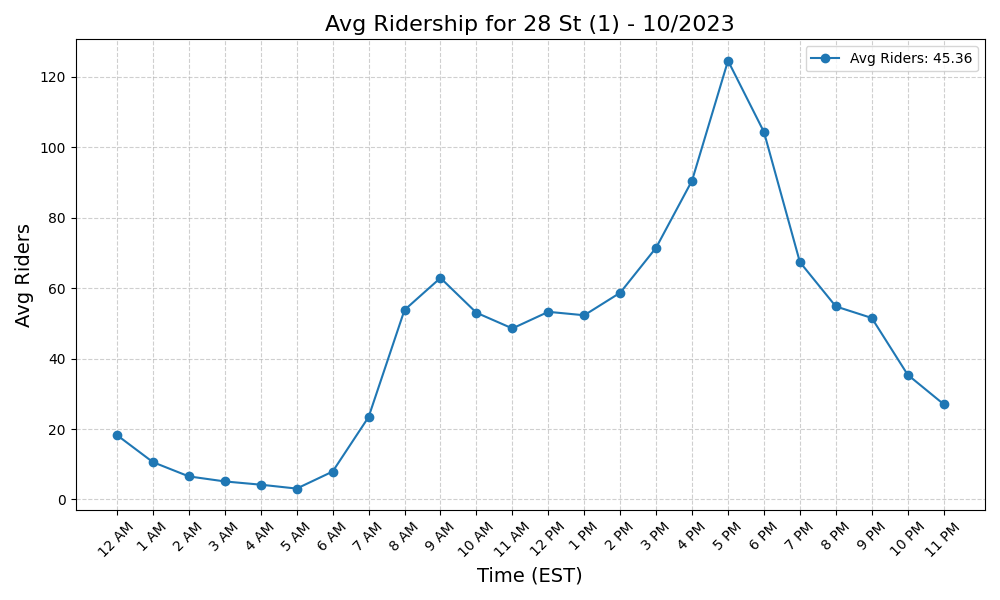 Avg Ridership for 28 St (1) - 10/2023
Avg Riders: 45.36
Avg Riders
120
100
80
60
40
20
0
12 AM
1 AM
2 AM
3 AM
4 AM
5 AM
6 AM
7 AM
8 AM
9 AM
10 AM
11 AM
12 PM
1 PM
2 PM
3 PM
4 PM
5 PM
6 PM
7 PM
8 PM
9 PM
10 PM
11 PM
Time (EST)